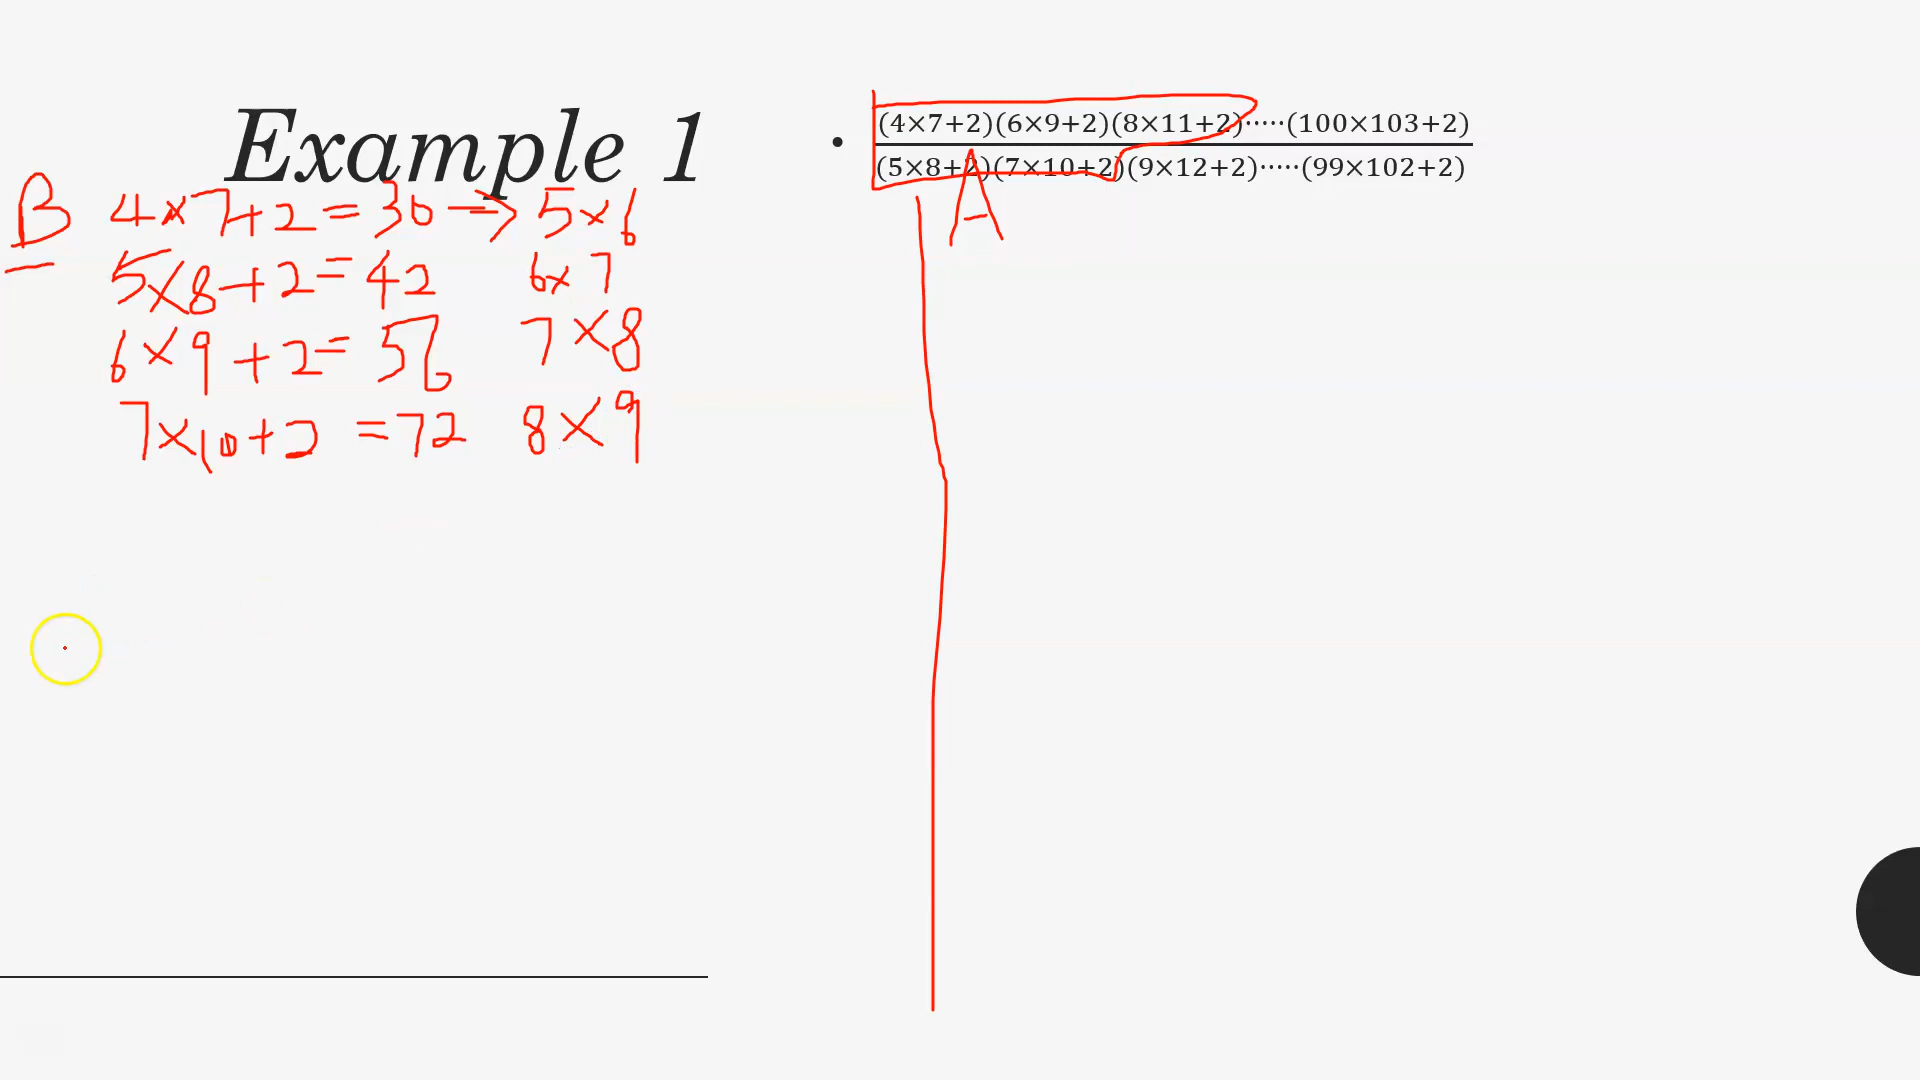 Example 1
• (4×7+2)(6×9+2)(8×11+2)·····(100×103+2)
(5×8+2)(7×10+2)(9×12+2)·····(99×102+2)
A
B 4×7+2=30→5×6
5×8+2=42 6×7
6×9+2=56 7×8
7×10+2=72 8×9